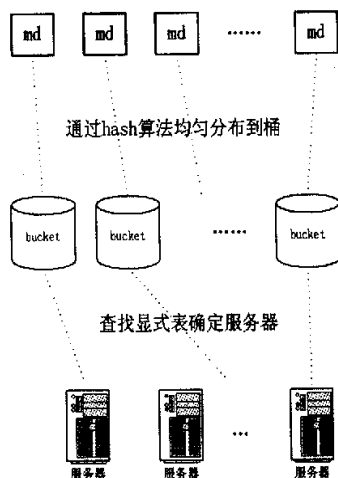 md md md …… md
通过hash算法均匀分布到桶
bucket bucket …… bucket
查找显式表确定服务器
…
服务器 服务器 服务器